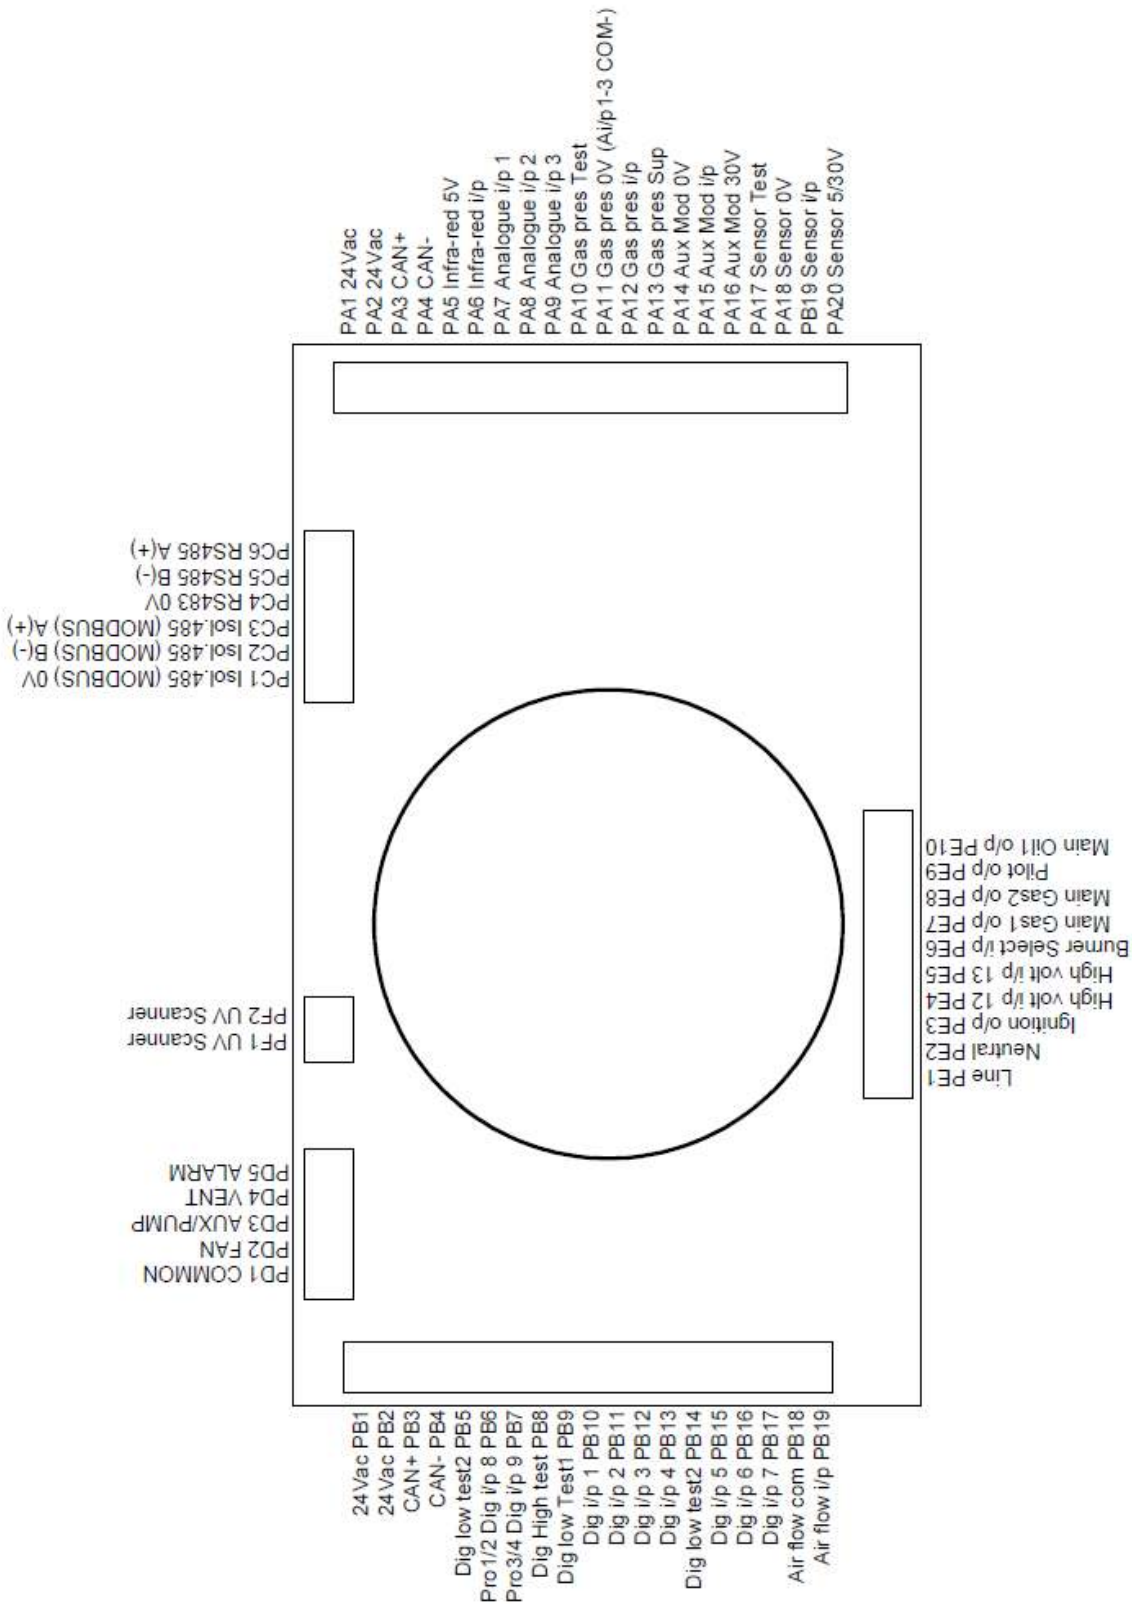 PA1 24Vac
PA2 24Vac
PA3 CAN+
PA4 CAN-
PA5 Infra-red 5V
PA6 Infra-red i/p
PA7 Analogue i/p 1
PA8 Analogue i/p 2
PA9 Analogue i/p 3
PA10 Gas pres Test
PA11 Gas pres 0V (Ai/p1-3 COM-)
PA12 Gas pres i/p
PA13 Gas pres Sup
PA14 Aux Mod 0V
PA15 Aux Mod i/p
PA16 Aux Mod 30V
PA17 Sensor Test
PA18 Sensor 0V
PB19 Sensor i/p
PA20 Sensor 5/30V
PC6 RS485 A(+)
PC5 RS485 B(-)
PC4 RS483 0V
PC3 Isol.485 (MODBUS) A(+)
PC2 Isol.485 (MODBUS) B(-)
PC1 Isol.485 (MODBUS) 0V
PF2 UV Scanner
PF1 UV Scanner
PD5 ALARM
PD4 VENT
PD3 AUX/PUMP
PD2 FAN
PD1 COMMON
Main Oil1 o/p PE10
Pilot o/p PE9
Main Gas2 o/p PE8
Main Gas1 o/p PE7
Burner Select i/p PE6
High volt i/p 13 PE5
High volt i/p 12 PE4
Ignition o/p PE3
Neutral PE2
Line PE1
24Vac PB1
24Vac PB2
CAN+ PB3
CAN- PB4
Dig low test2 PB5
Pro1/2 Dig i/p 8 PB6
Pro3/4 Dig i/p 9 PB7
Dig High test PB8
Dig low Test1 PB9
Dig i/p 1 PB10
Dig i/p 2 PB11
Dig i/p 3 PB12
Dig i/p 4 PB13
Dig low test2 PB14
Dig i/p 5 PB15
Dig i/p 6 PB16
Dig i/p 7 PB17
Air flow com PB18
Air flow i/p PB19